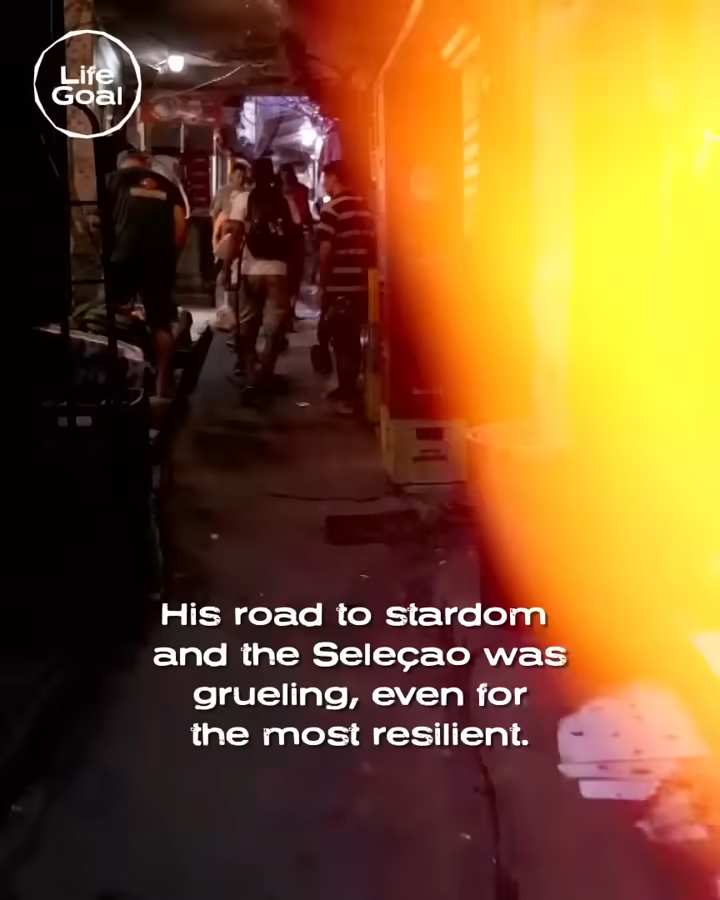 Life
Goal
His road to stardom
and the Seleçao was
grueling, even for
the most resilient.